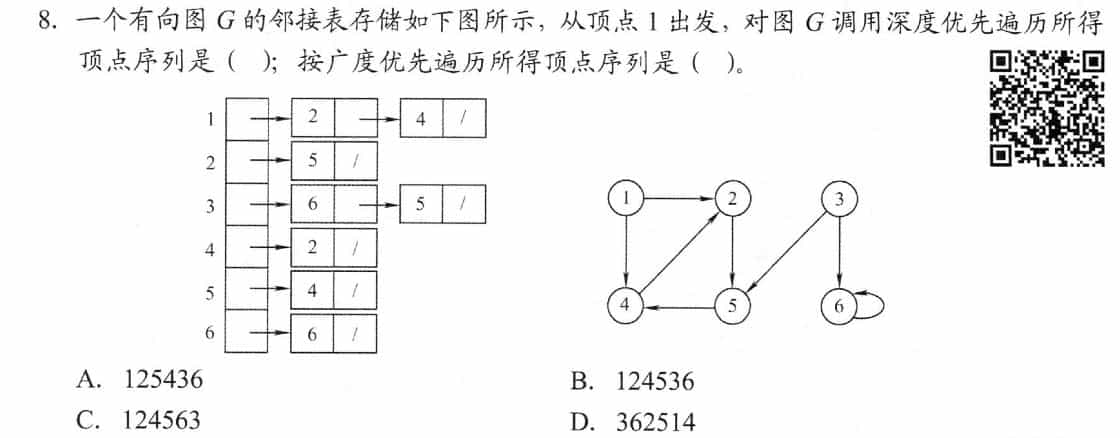 8. 一个有向图 G 的邻接表存储如下图所示，从顶点 1 出发，对图 G 调用深度优先遍历所得
顶点序列是（ ）；按广度优先遍历所得顶点序列是（ ）。
1 2 4 /
2 5 /
3 6 5 /
4 2 /
5 4 /
6 6 /
1 2 3
4 5 6
A. 125436
B. 124536
C. 124563
D. 362514